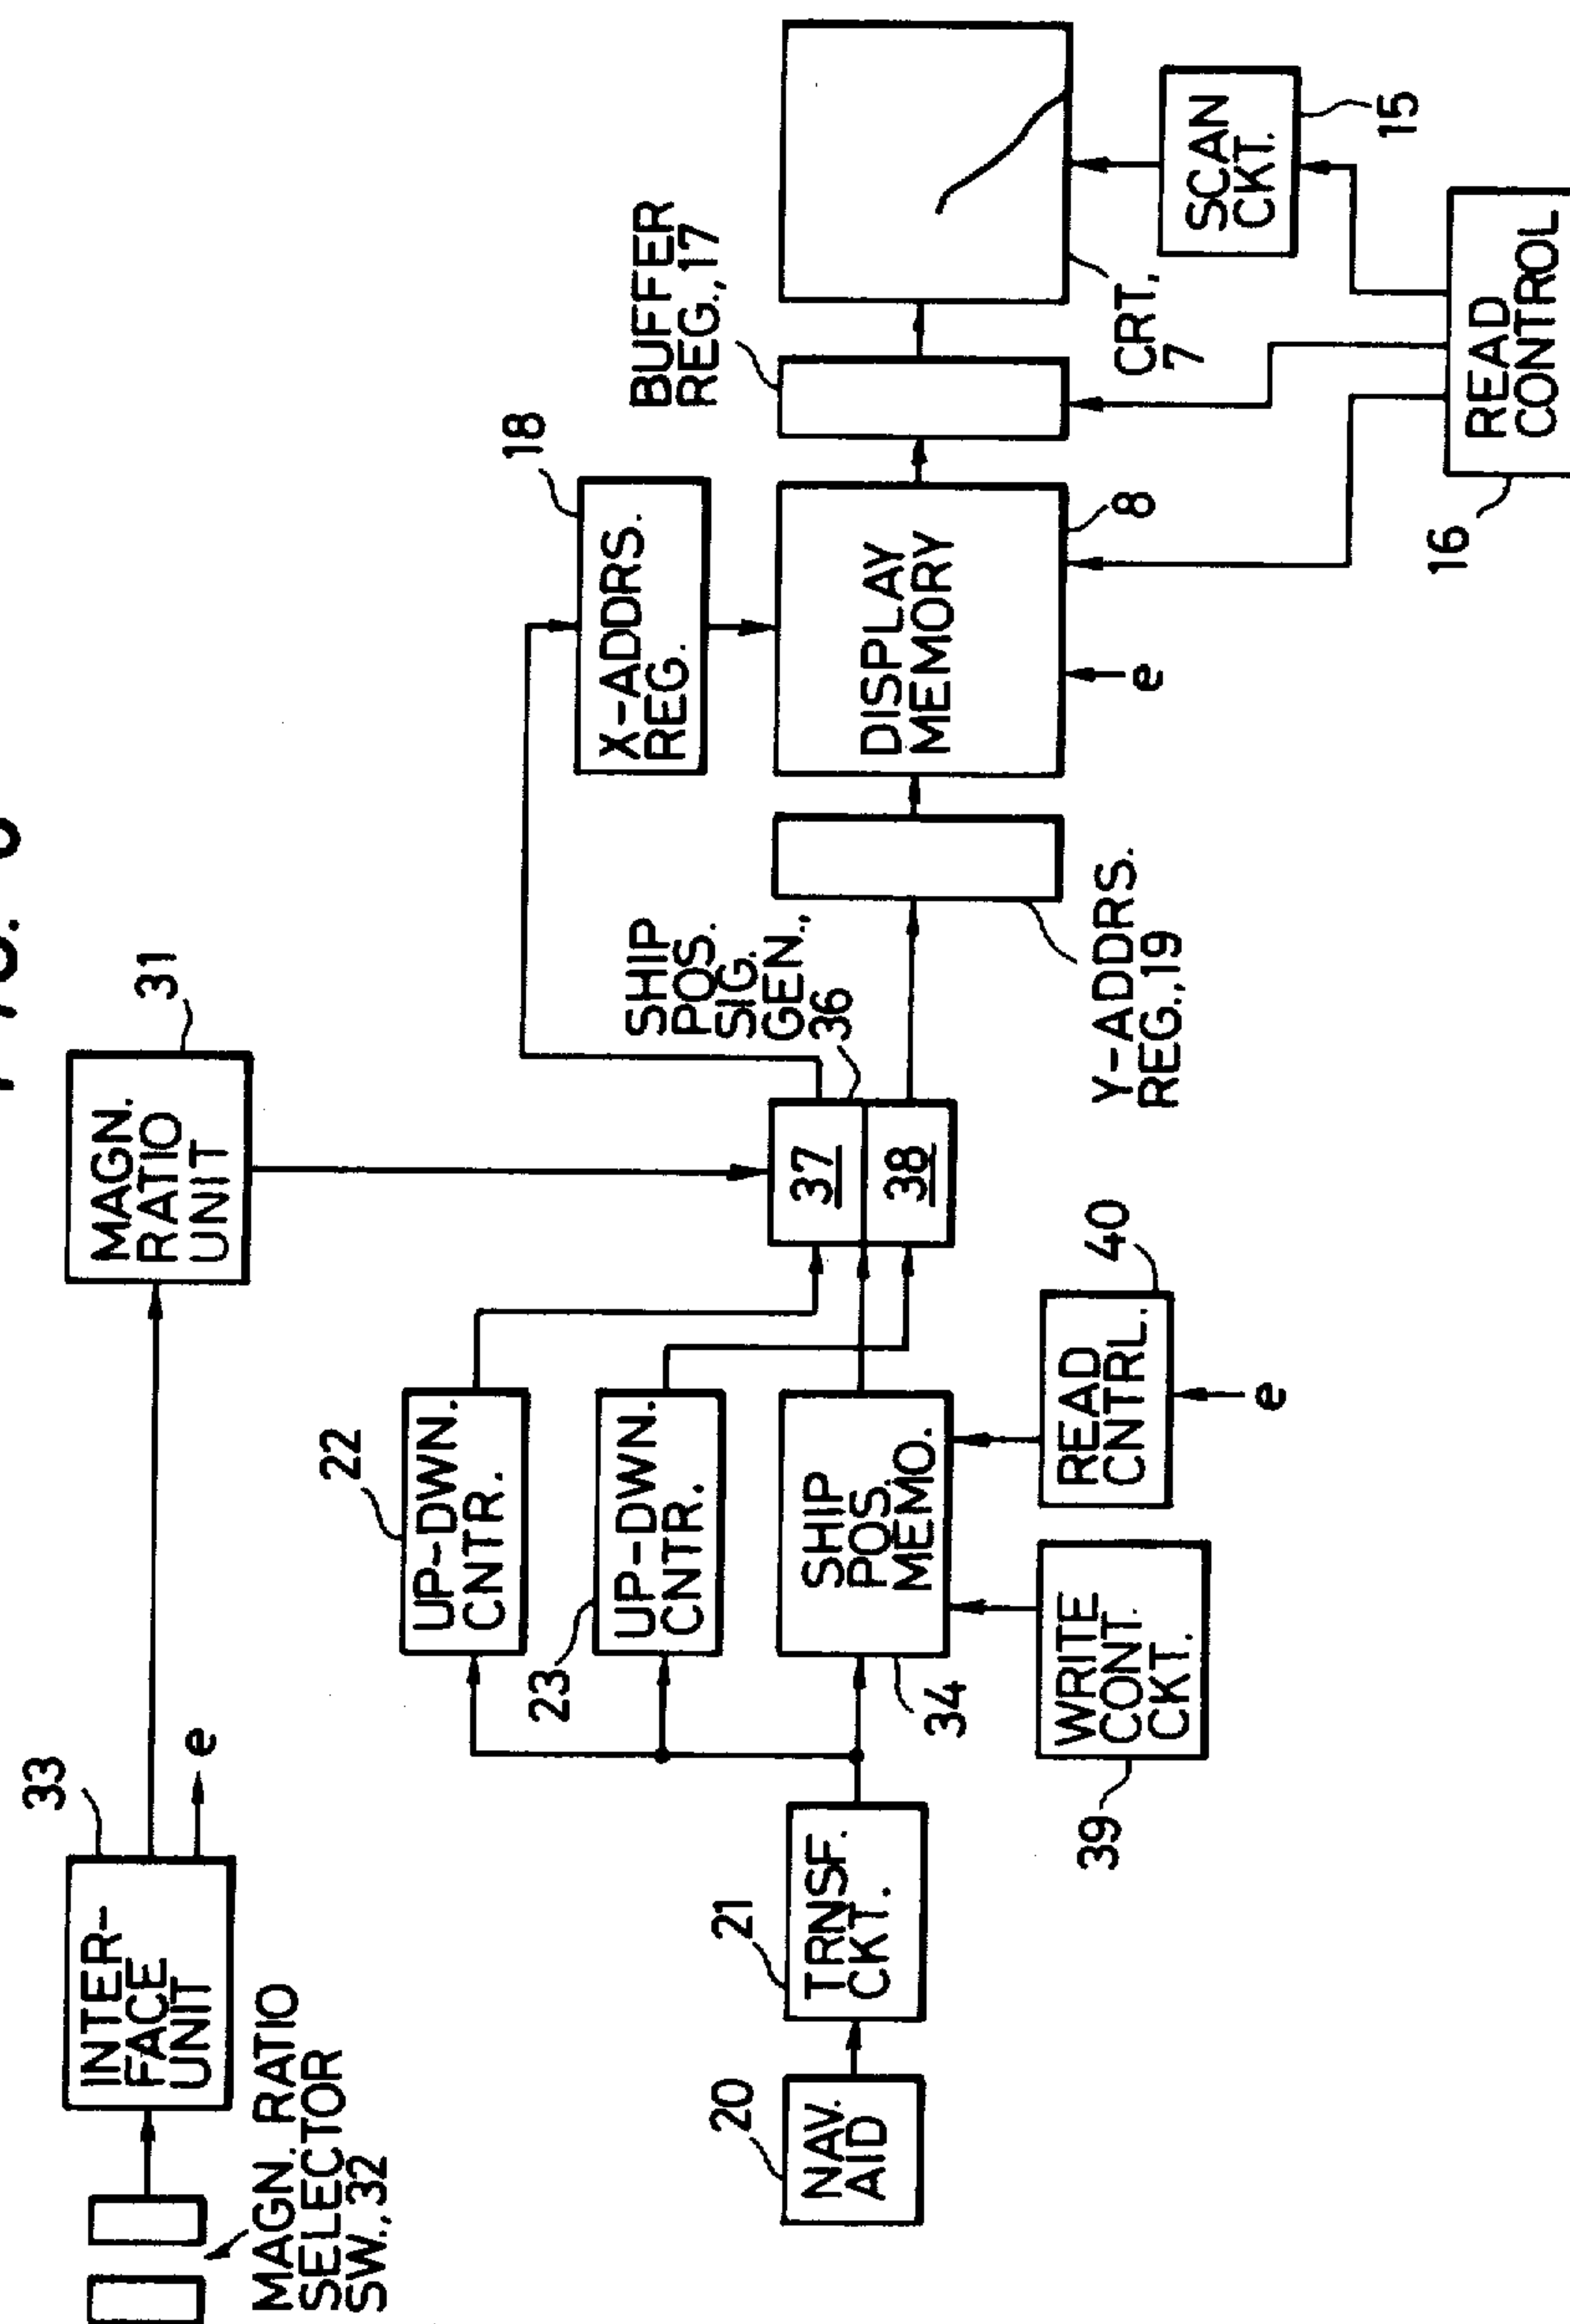 33
INTER-
FACE
UNIT
e
MAGN. RATIO
SELECTOR
SW.,32
31
MAGN.
RATIO
UNIT
20
NAV.
AID
21
TRNSF.
CKT.
22
UP-DWN.
CNTR.
23
UP-DWN.
CNTR.
SHIP
POS.
MEMO.
34
WRITE
CONT.
CKT.
39
READ
CNTRL.
40
e
SHIP
POS.
SIG.
GEN.,
36
37
38
Y-ADDRS.
REG.,19
18
X-ADDRS.
REG.
DISPLAY
MEMORY
8
e
BUFFER
REG.,17
CRT,
7
SCAN
CKT.
15
READ
CONTROL
16